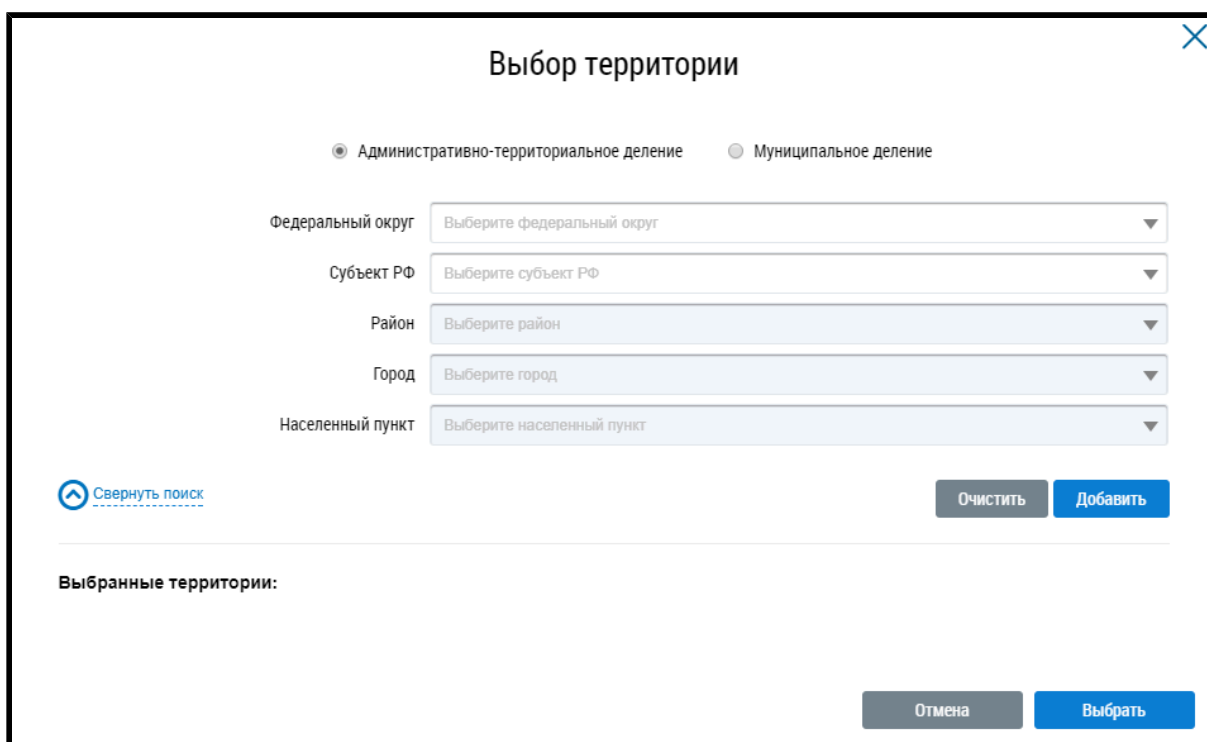 Выбор территории
Административно-территориальное деление Муниципальное деление
Федеральный округ Выберите федеральный округ
Субъект РФ Выберите субъект РФ
Район Выберите район
Город Выберите город
Населенный пункт Выберите населенный пункт
Свернуть поиск Очистить Добавить
Выбранные территории:
Отмена Выбрать